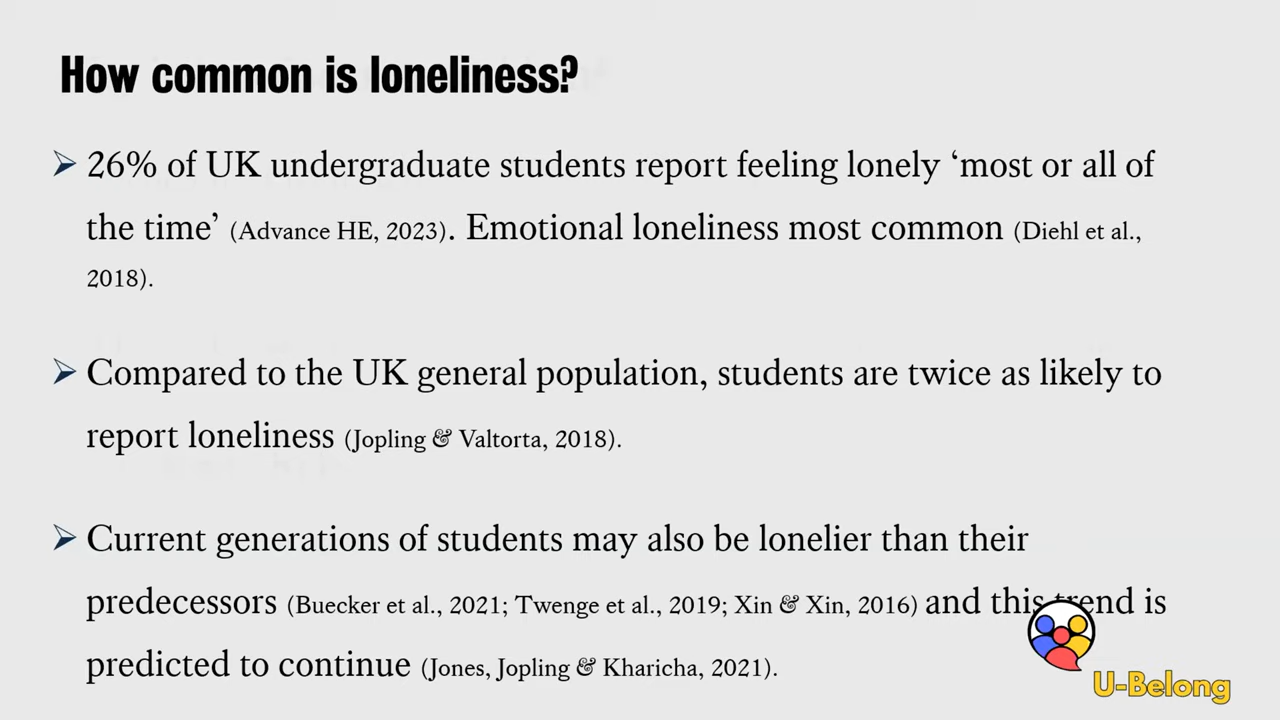 How common is loneliness?
➢ 26% of UK undergraduate students report feeling lonely ‘most or all of
the time’ (Advance HE, 2023). Emotional loneliness most common (Diehl et al.,
2018).
➢ Compared to the UK general population, students are twice as likely to
report loneliness (Jopling & Valtorta, 2018).
➢ Current generations of students may also be lonelier than their
predecessors (Buecker et al., 2021; Twenge et al., 2019; Xin & Xin, 2016) and this trend is
predicted to continue (Jones, Jopling & Kharicha, 2021).
U-Belong